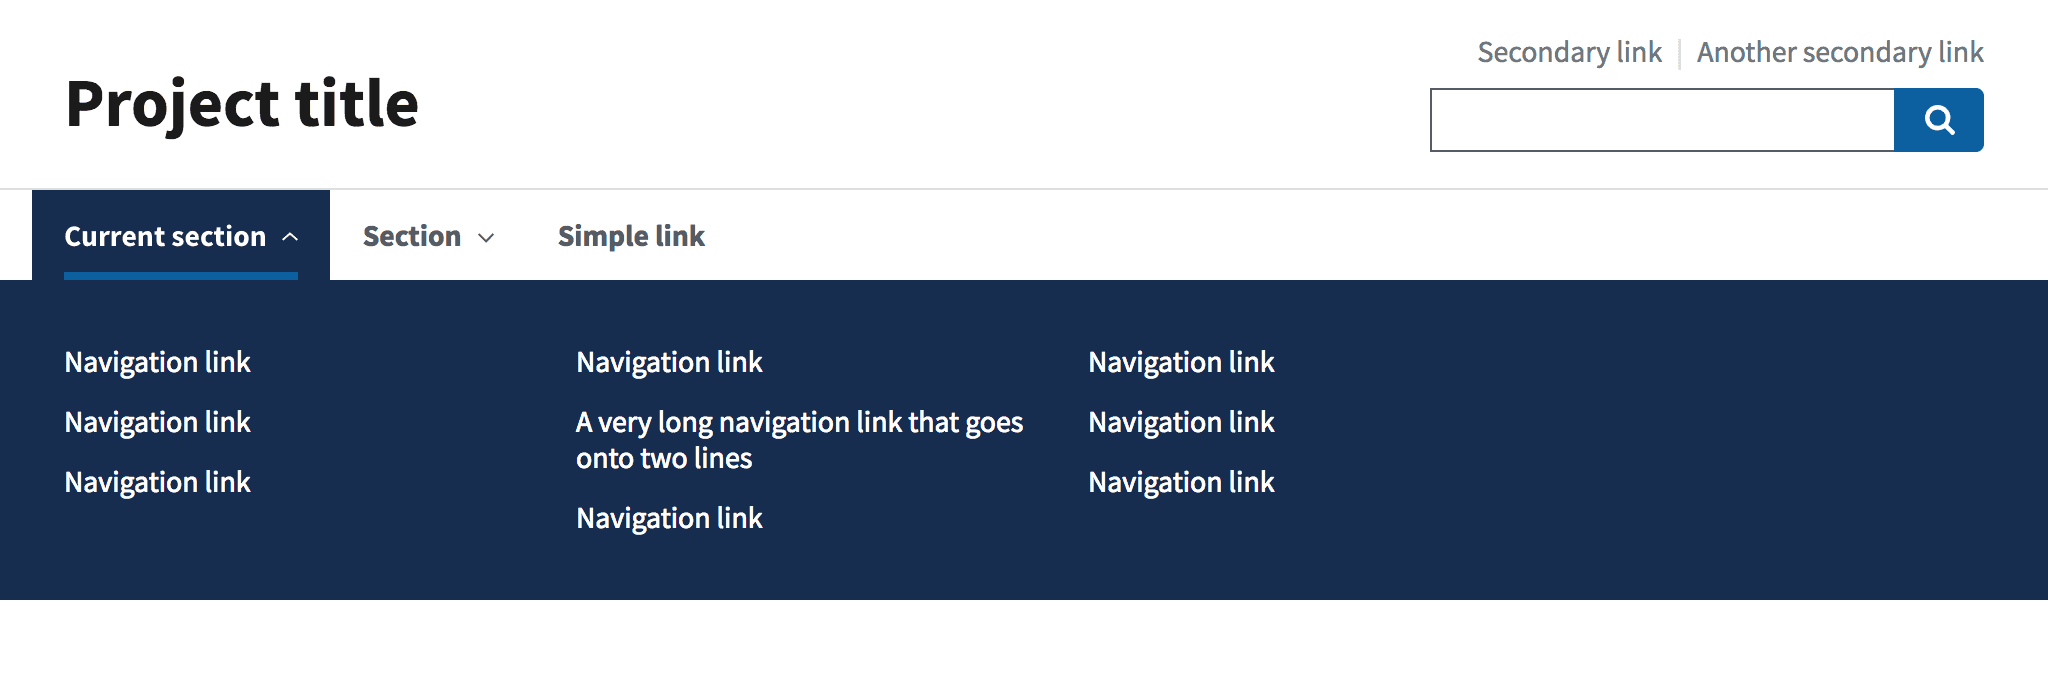 Secondary link
Another secondary link
Project title
Current section
Section
Simple link
Navigation link
Navigation link
Navigation link
Navigation link
A very long navigation link that goes
onto two lines
Navigation link
Navigation link
Navigation link
Navigation link